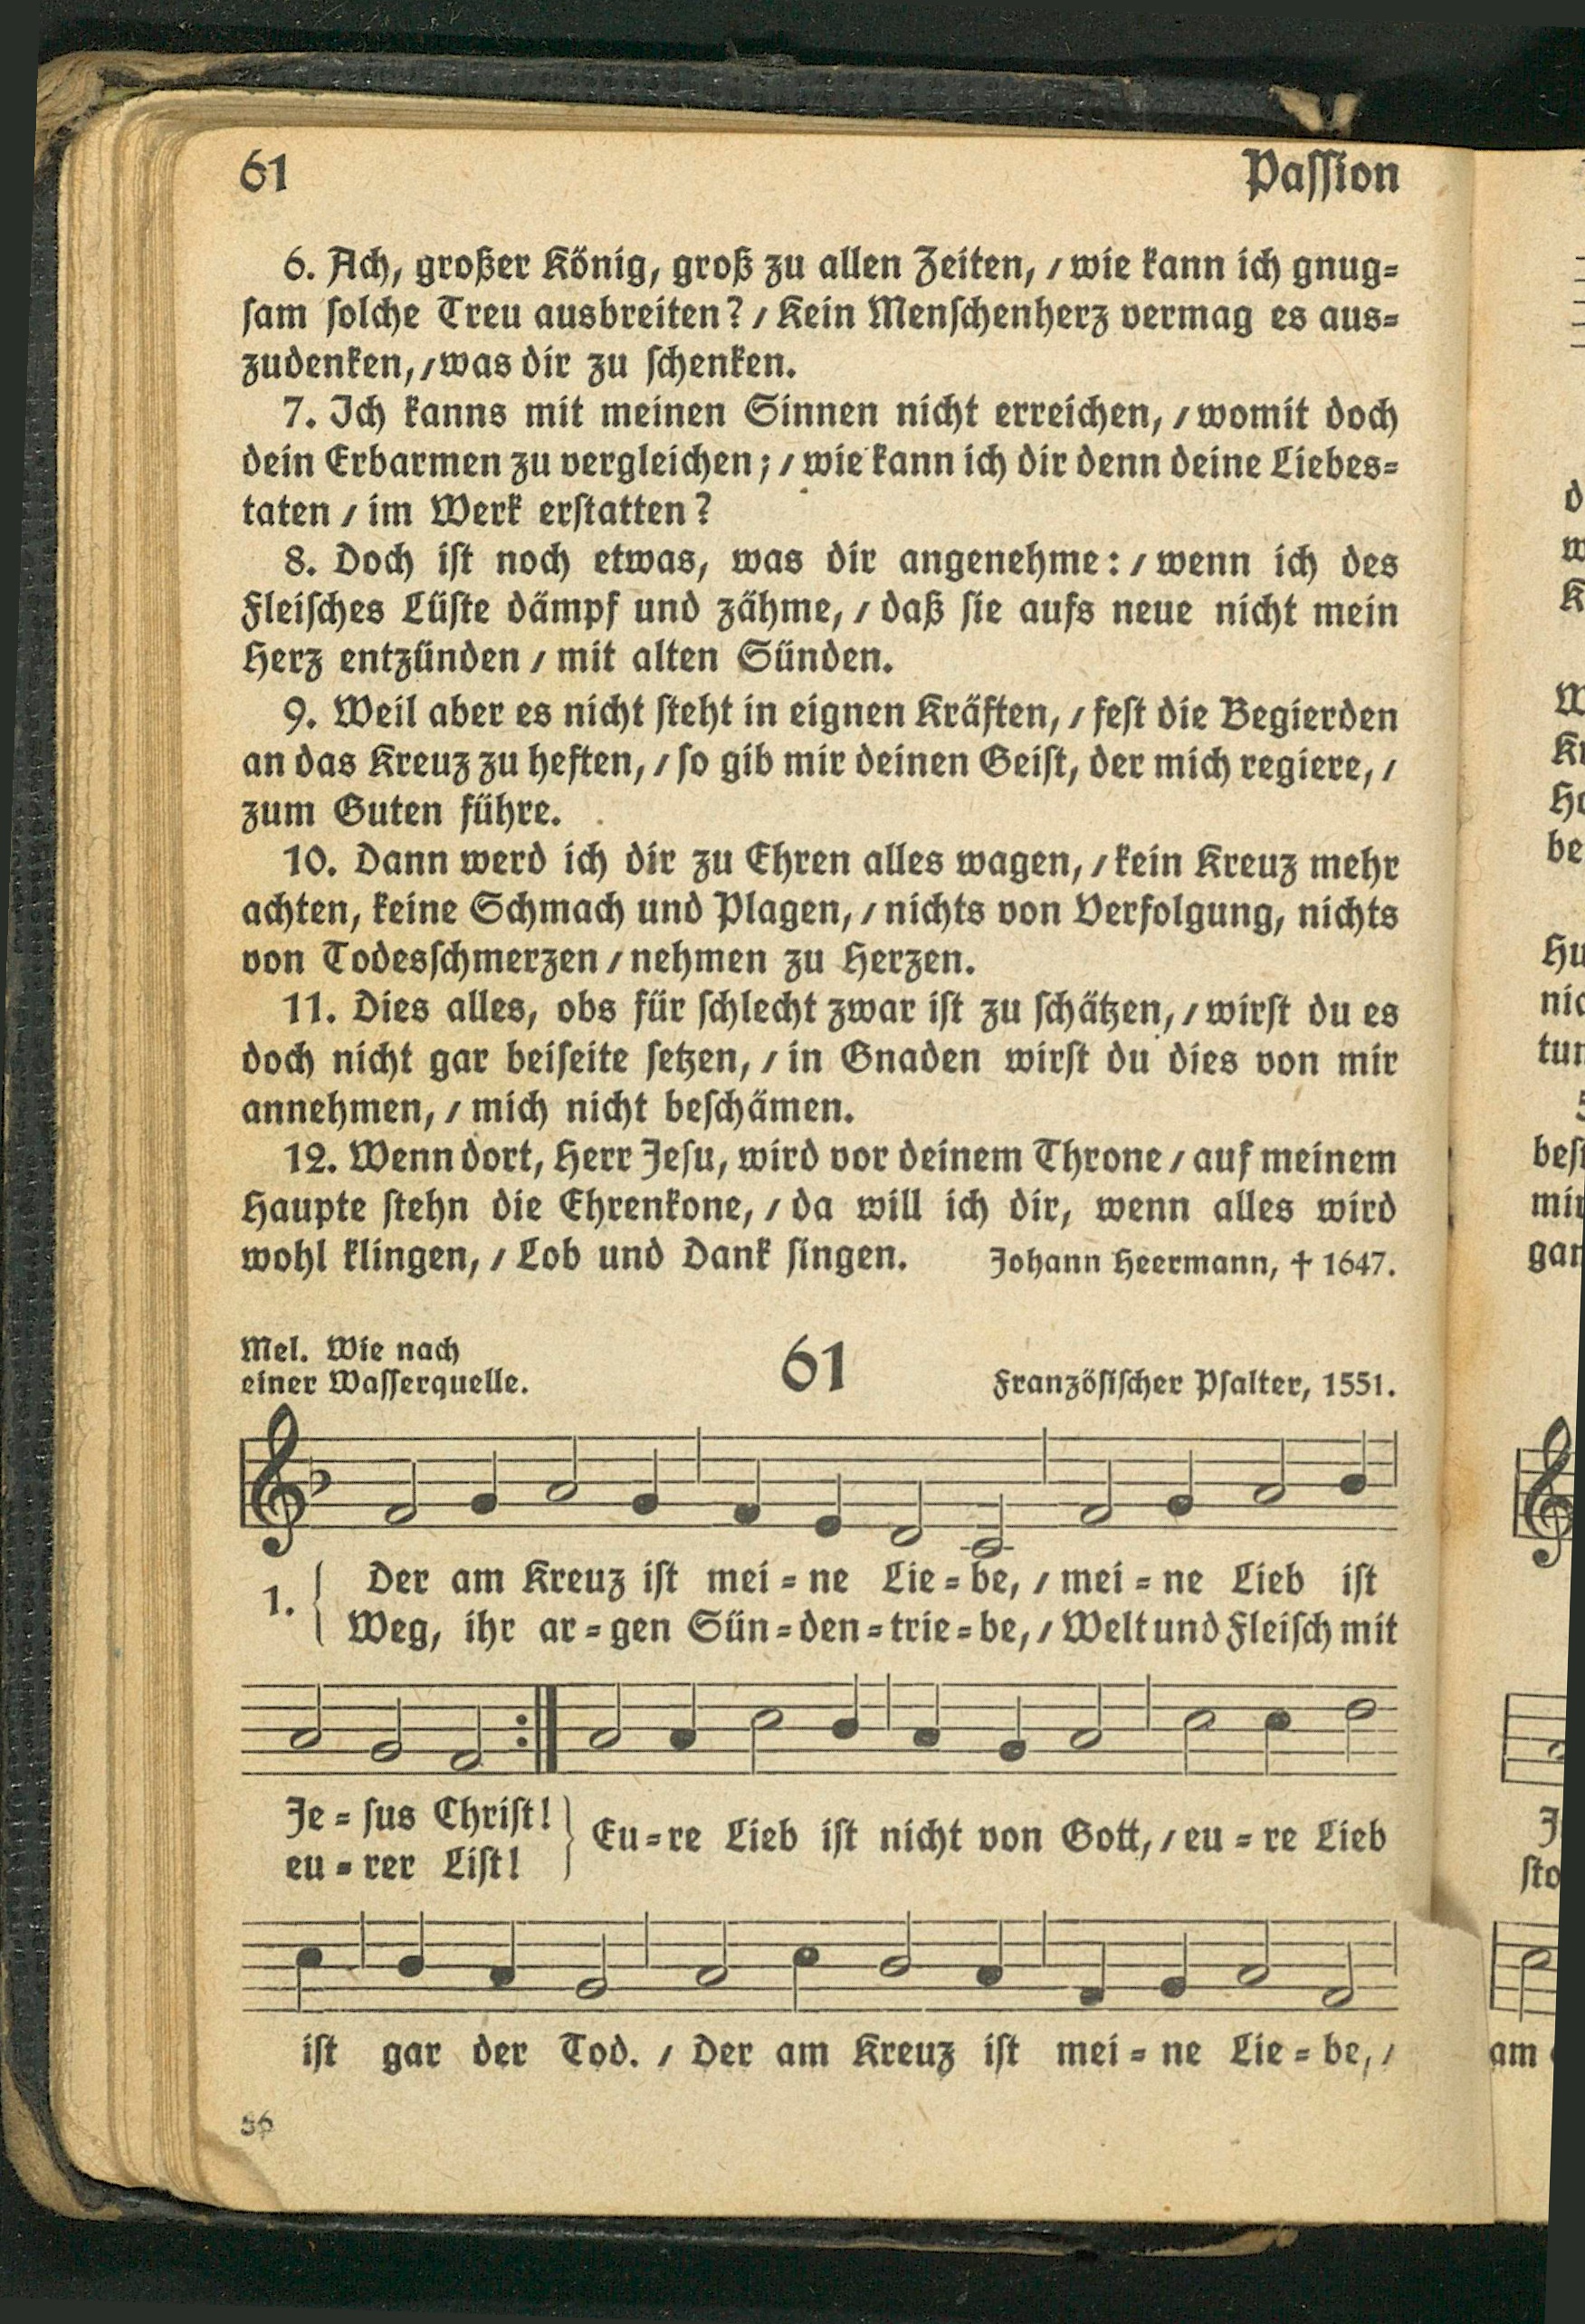 61 Paſſion
6. Ach, großer König, groß zu allen Zeiten, / wie kann ich gnug=
ſam ſolche Treu ausbreiten? / Kein Menſchenherz vermag es aus=
zudenken, / was dir zu ſchenken.
7. Ich kanns mit meinen Sinnen nicht erreichen, / womit doch
dein Erbarmen zu vergleichen; / wie kann ich dir denn deine Liebes=
taten / im Werk erſtatten?
8. Doch iſt noch etwas, was dir angenehme: / wenn ich des
Fleiſches Lüſte dämpf und zähme, / daß ſie aufs neue nicht mein
Herz entzünden / mit alten Sünden.
9. Weil aber es nicht ſteht in eignen Kräften, / feſt die Begierden
an das Kreuz zu heften, / ſo gib mir deinen Geiſt, der mich regiere, /
zum Guten führe.
10. Dann werd ich dir zu Ehren alles wagen, / kein Kreuz mehr
achten, keine Schmach und Plagen, / nichts von Verfolgung, nichts
von Todesſchmerzen / nehmen zu Herzen.
11. Dies alles, obs für ſchlecht zwar iſt zu ſchätzen, / wirſt du es
doch nicht gar beiſeite ſetzen, / in Gnaden wirſt du dies von mir
annehmen, / mich nicht beſchämen.
12. Wenn dort, Herr Jeſu, wird vor deinem Throne / auf meinem
Haupte ſtehn die Ehrenkone, / da will ich dir, wenn alles wird
wohl klingen, / Lob und Dank ſingen. Johann Heermann, † 1647.
Mel. Wie nach
einer Waſſerquelle. 61 Franzöſiſcher Pſalter, 1551.
1. Der am Kreuz iſt mei=ne Lie=be, / mei=ne Lieb iſt
Weg, ihr ar=gen Sün=den=trie=be, / Welt und Fleiſch mit
Je=ſus Chriſt!
eu=rer Liſt!
Eu=re Lieb iſt nicht von Gott, / eu=re Lieb
iſt gar der Tod. / Der am Kreuz iſt mei=ne Lie=be, /
56